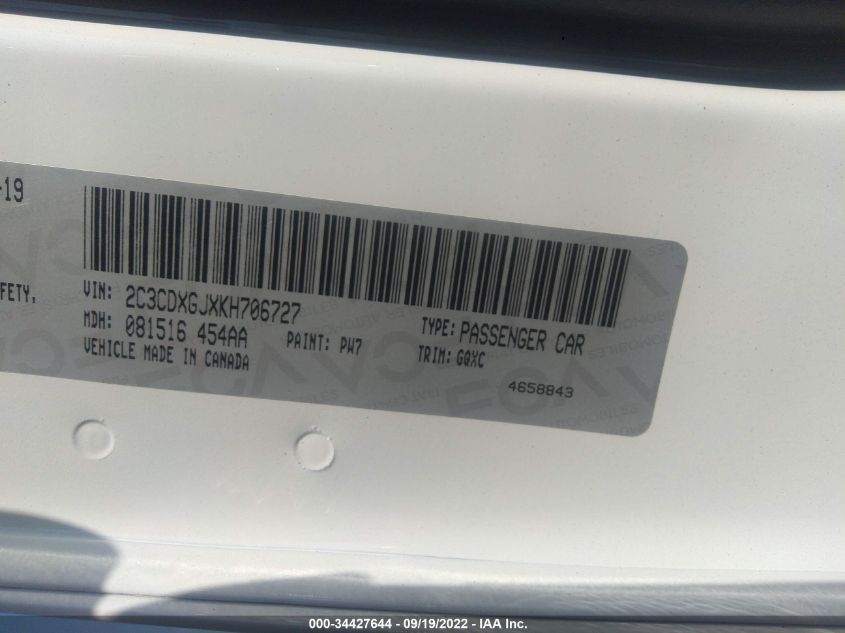 -19
FETY.
VIN: 2C3CDXGJXKH706727
MDH: 081516 454AA
PAINT: PW7
VEHICLE MADE IN CANADA
TYPE: PASSENGER CAR
TRIM: GQXC
4658843
000-34427644 - 09/19/2022 - IAA Inc.